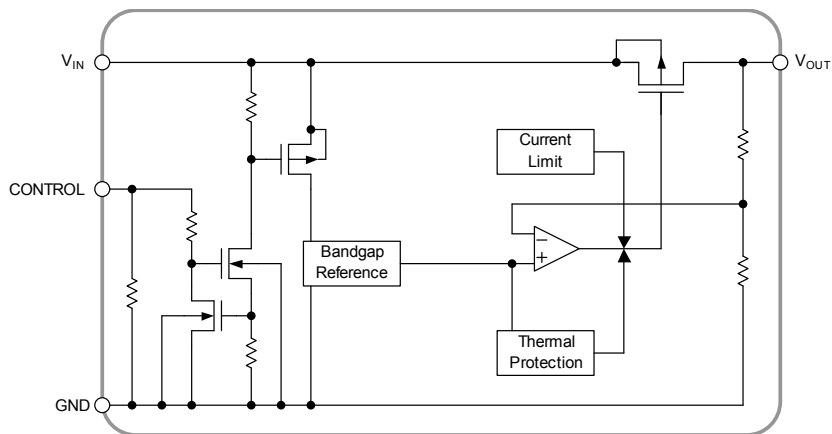 V_IN
V_OUT
Current
Limit
CONTROL
−
+
Bandgap
Reference
Thermal
Protection
GND